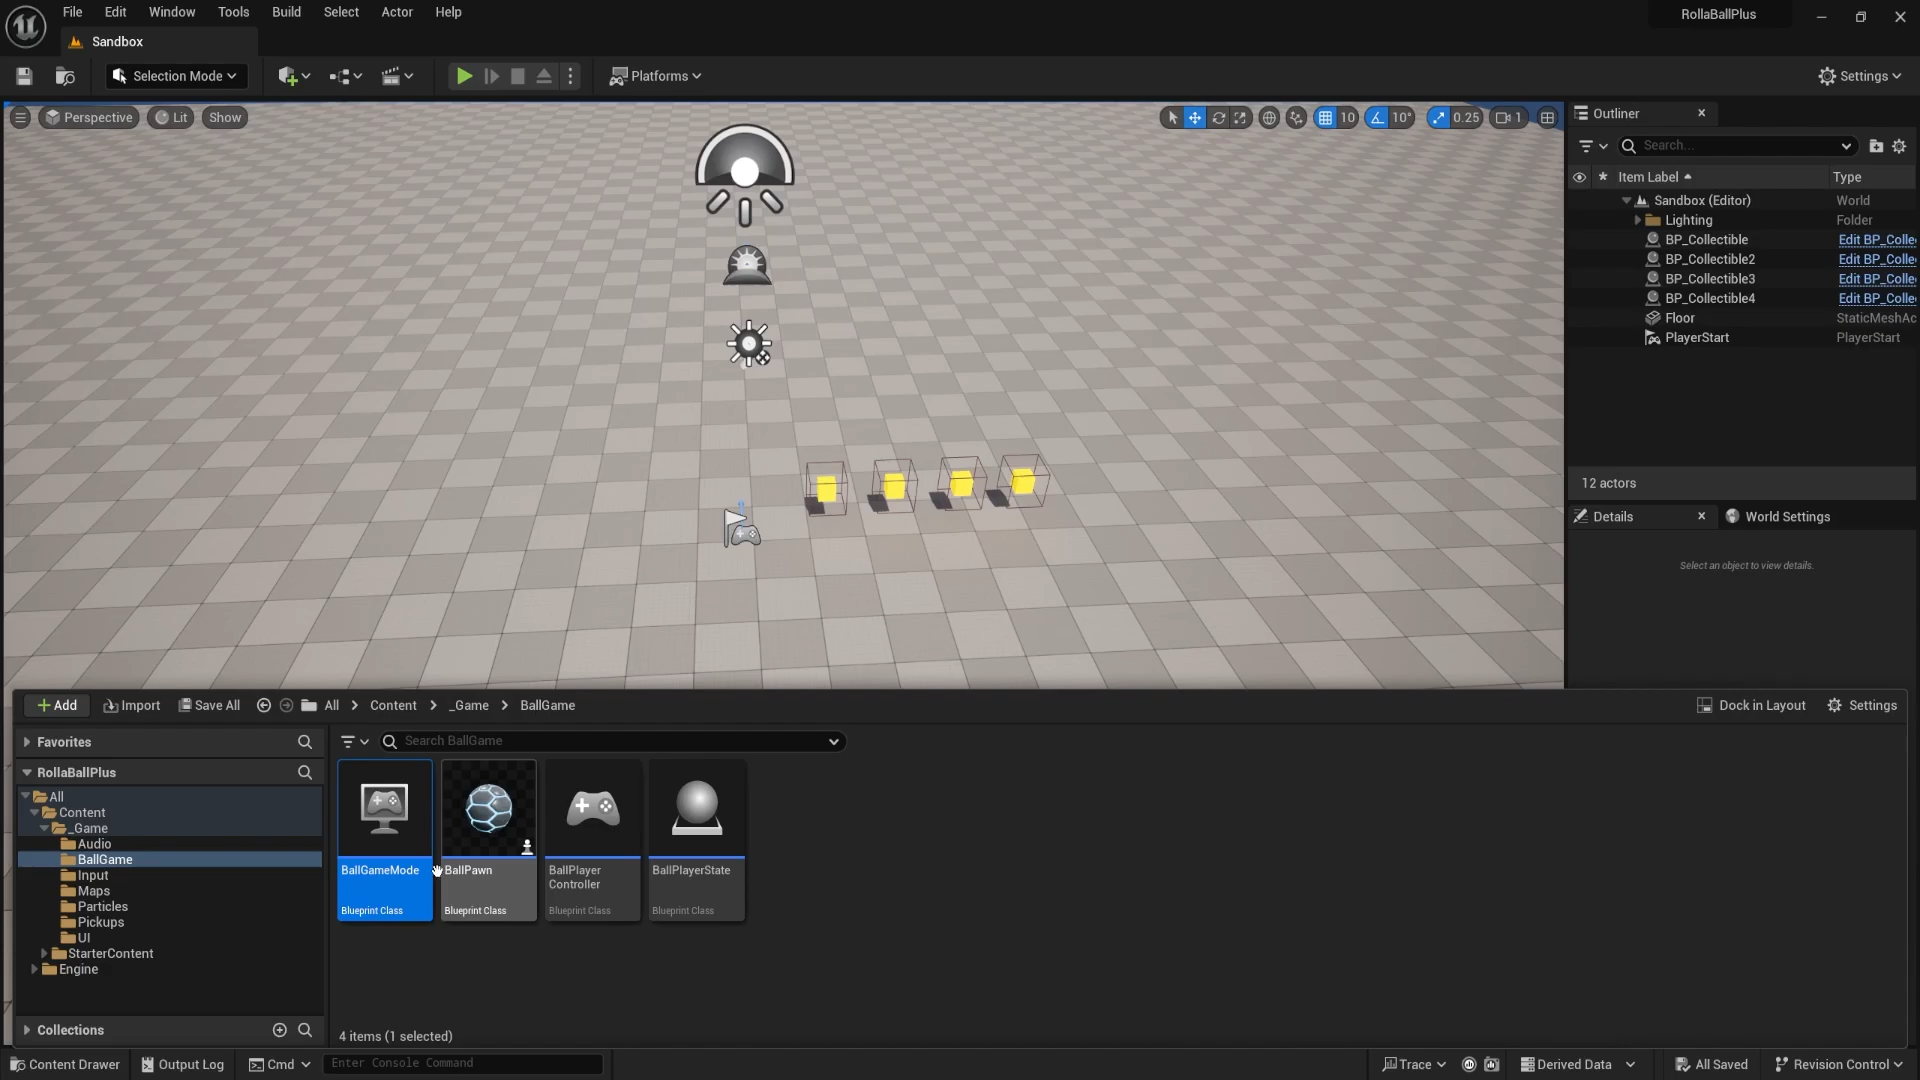 File Edit Window Tools Build Select Actor Help
RollaBallPlus
Sandbox
Selection Mode
Platforms
Settings
Perspective Lit Show
10 10° 0.25 1
Outliner
Search...
Item Label Type
Sandbox (Editor) World
Lighting Folder
BP_Collectible Edit BP_Colle
BP_Collectible2 Edit BP_Colle
BP_Collectible3 Edit BP_Colle
BP_Collectible4 Edit BP_Colle
Floor StaticMeshAc
PlayerStart PlayerStart
12 actors
Details World Settings
Select an object to view details.
Add Import Save All All > Content > _Game > BallGame Dock in Layout Settings
Favorites
Search BallGame
RollaBallPlus
All
Content
_Game
Audio
BallGame
Input
Maps
Particles
Pickups
UI
StarterContent
Engine
Collections
BallGameMode
Blueprint Class
BallPawn
Blueprint Class
BallPlayer
Controller
Blueprint Class
BallPlayerState
Blueprint Class
4 items (1 selected)
Content Drawer Output Log Cmd Enter Console Command Trace Derived Data All Saved Revision Control